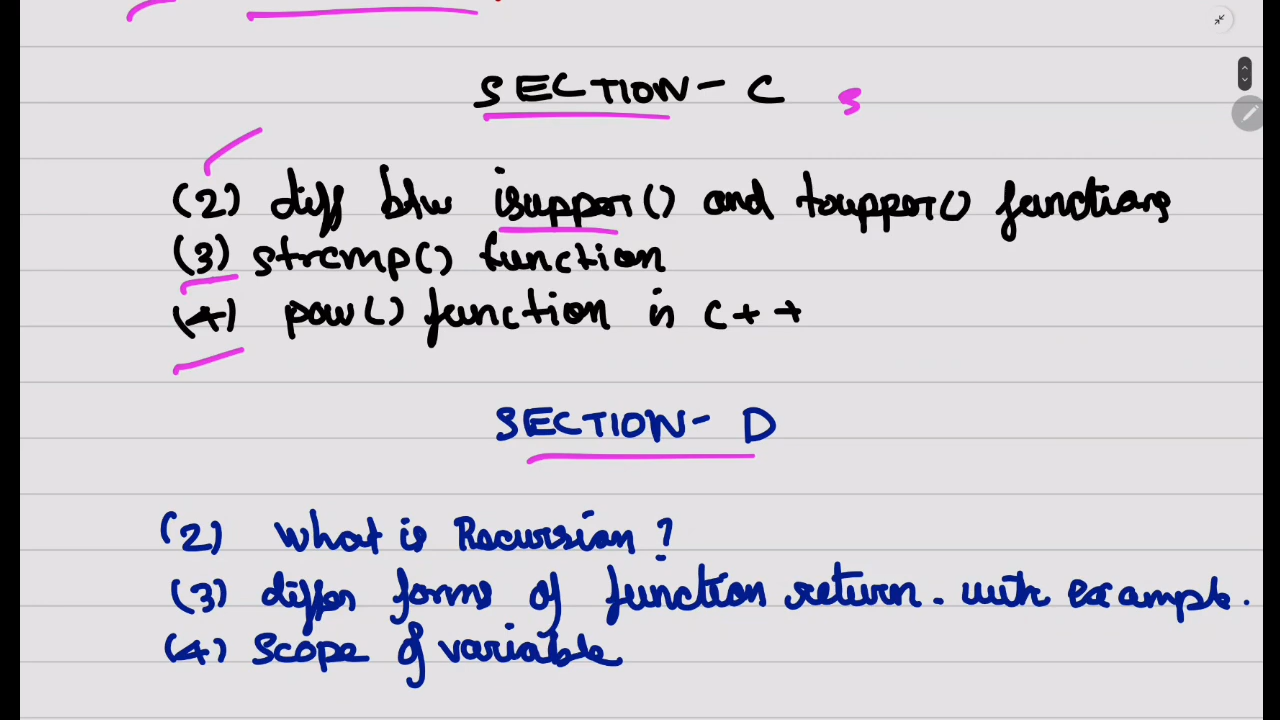 SECTION - C
(2) diff b/w isupper() and toupper() functions
(3) strcmp() function
(4) pow() function in c++
SECTION - D
(2) What is Recursion?
(3) differ forms of function return. with example.
(4) Scope of variable